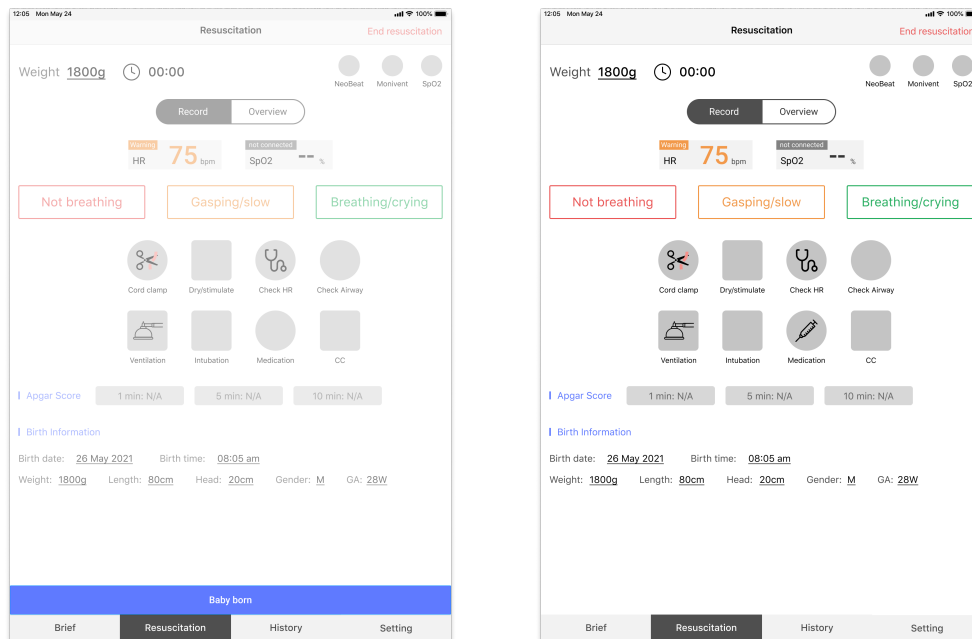 12:05 Mon May 24 100%
Resuscitation End resuscitation
Weight 1800g 00:00
NeoBeat Monivent SpO2
Record Overview
Warning not connected
HR 75 bpm SpO2 -- %
Not breathing Gasping/slow Breathing/crying
Cord clamp Dry/stimulate Check HR Check Airway
Ventilation Intubation Medication CC
Apgar Score 1 min: N/A 5 min: N/A 10 min: N/A
Birth Information
Birth date: 26 May 2021 Birth time: 08:05 am
Weight: 1800g Length: 80cm Head: 20cm Gender: M GA: 28W
Baby born
Brief Resuscitation History Setting
12:05 Mon May 24 100%
Resuscitation End resuscitation
Weight 1800g 00:00
NeoBeat Monivent SpO2
Record Overview
Warning not connected
HR 75 bpm SpO2 -- %
Not breathing Gasping/slow Breathing/crying
Cord clamp Dry/stimulate Check HR Check Airway
Ventilation Intubation Medication CC
Apgar Score 1 min: N/A 5 min: N/A 10 min: N/A
Birth Information
Birth date: 26 May 2021 Birth time: 08:05 am
Weight: 1800g Length: 80cm Head: 20cm Gender: M GA: 28W
Brief Resuscitation History Setting